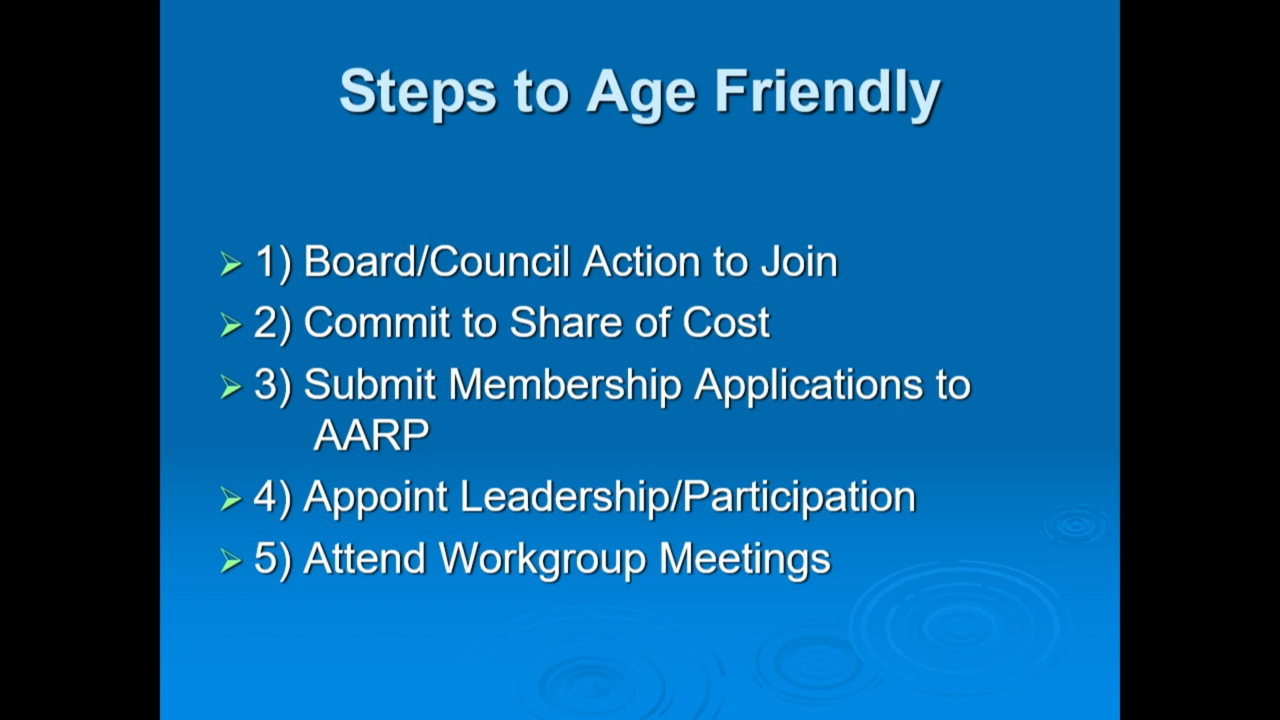 Steps to Age Friendly
1) Board/Council Action to Join
2) Commit to Share of Cost
3) Submit Membership Applications to
AARP
4) Appoint Leadership/Participation
5) Attend Workgroup Meetings